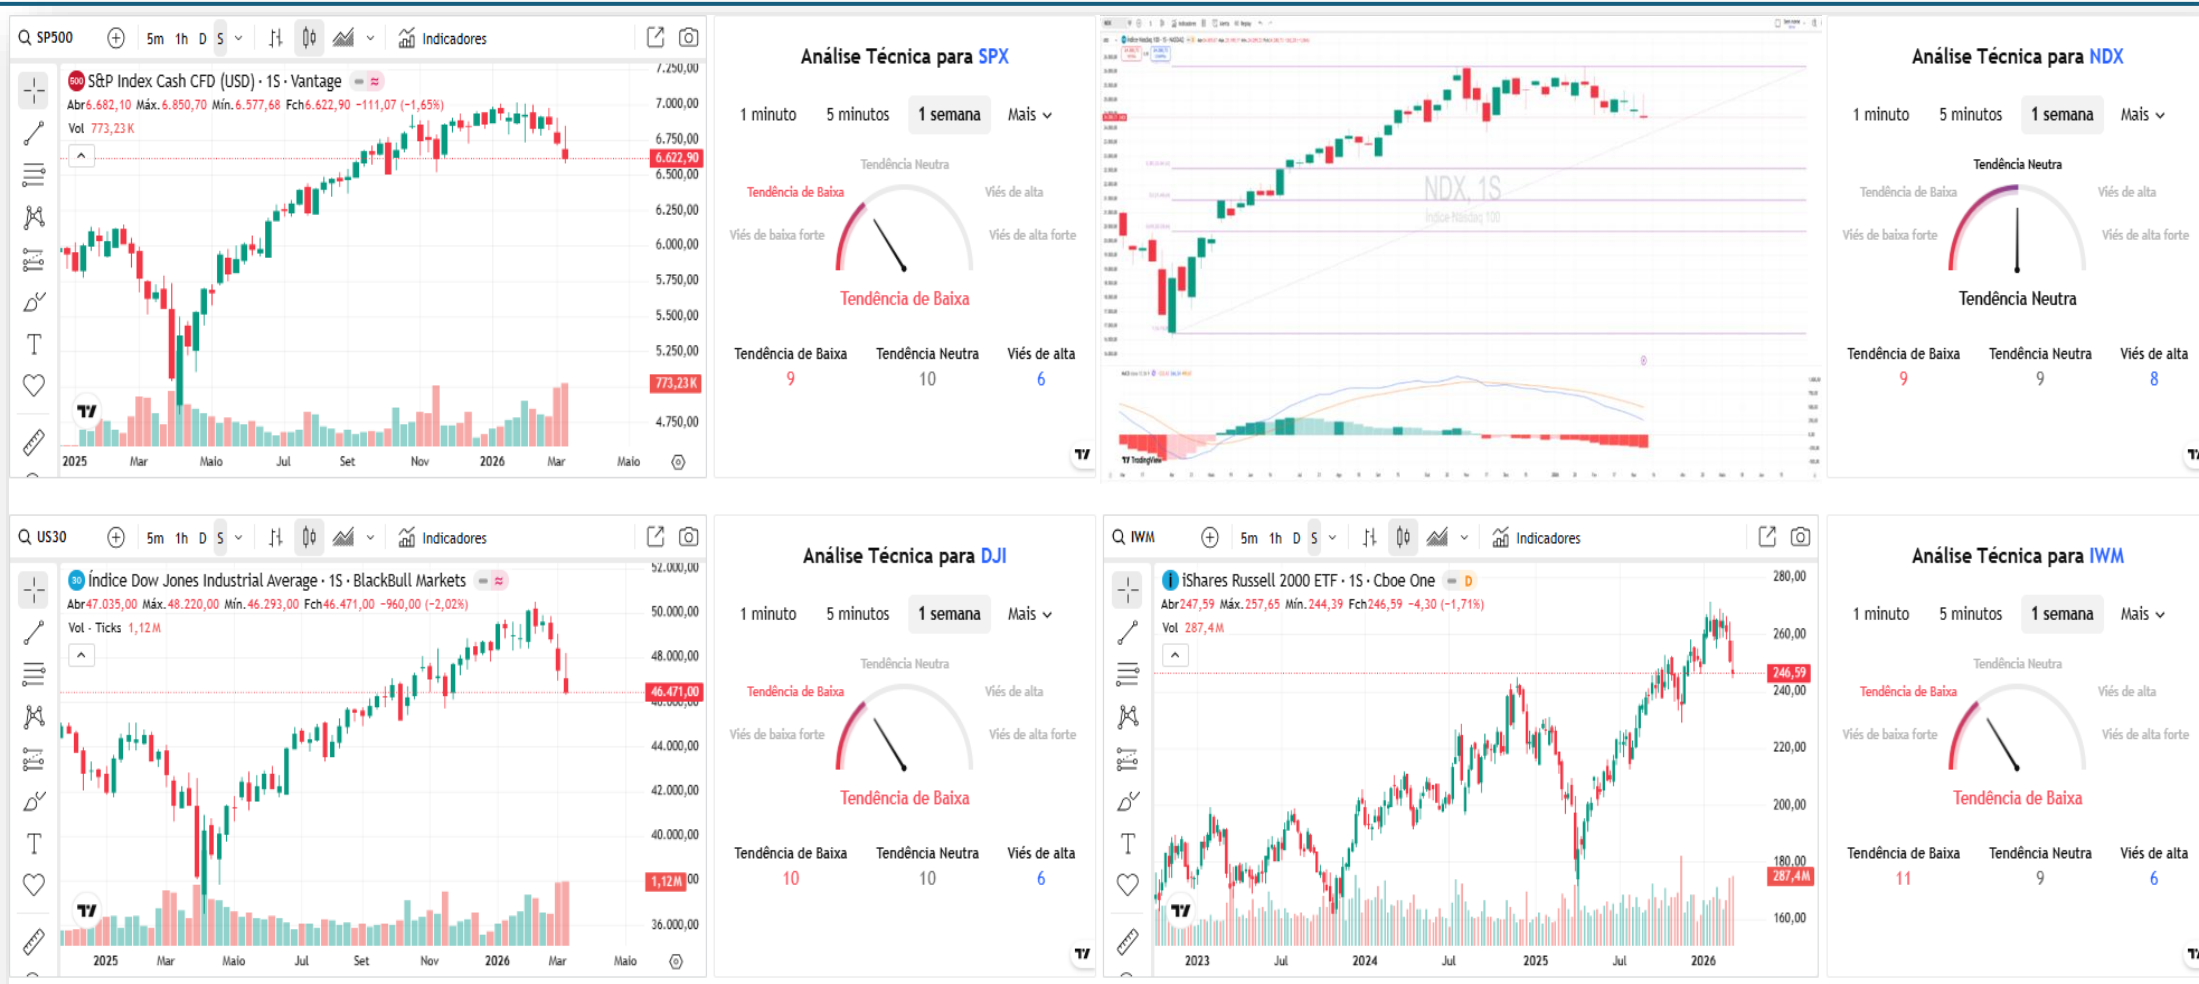 SP500 5m 1h D S Indicadores
S&P Index Cash CFD (USD) · 1S · Vantage
Abr6.682,10 Máx.6.850,70 Mín.6.577,68 Fch6.622,90 −111,07 (−1,65%)
Vol 773,23K
7.250,00
7.000,00
6.750,00
6.622,90
6.500,00
6.250,00
6.000,00
5.750,00
5.500,00
5.250,00
773,23K
4.750,00
2025 Mar Maio Jul Set Nov 2026 Mar Maio
Análise Técnica para SPX
1 minuto 5 minutos 1 semana Mais
Tendência Neutra
Tendência de Baixa Viés de alta
Viés de baixa forte Viés de alta forte
Tendência de Baixa
Tendência de Baixa Tendência Neutra Viés de alta
9 10 6
NDX, 1S
Índice Nasdaq 100
TradingView
Análise Técnica para NDX
1 minuto 5 minutos 1 semana Mais
Tendência Neutra
Tendência de Baixa Viés de alta
Viés de baixa forte Viés de alta forte
Tendência Neutra
Tendência de Baixa Tendência Neutra Viés de alta
9 9 8
US30 5m 1h D S Indicadores
30 Índice Dow Jones Industrial Average · 1S · BlackBull Markets
Abr47.035,00 Máx.48.220,00 Mín.46.293,00 Fch46.471,00 −960,00 (−2,02%)
Vol · Ticks 1,12M
52.000,00
50.000,00
48.000,00
46.471,00
46.000,00
44.000,00
42.000,00
40.000,00
1,12M
36.000,00
2025 Mar Maio Jul Set Nov 2026 Mar Maio
Análise Técnica para DJI
1 minuto 5 minutos 1 semana Mais
Tendência Neutra
Tendência de Baixa Viés de alta
Viés de baixa forte Viés de alta forte
Tendência de Baixa
Tendência de Baixa Tendência Neutra Viés de alta
10 10 6
IWM 5m 1h D S Indicadores
iShares Russell 2000 ETF · 1S · Cboe One D
Abr247,59 Máx.257,65 Mín.244,39 Fch246,59 −4,30 (−1,71%)
Vol 287,4M
280,00
260,00
246,59
240,00
220,00
200,00
180,00
287,4M
160,00
2023 Jul 2024 Jul 2025 Jul 2026
Análise Técnica para IWM
1 minuto 5 minutos 1 semana Mais
Tendência Neutra
Tendência de Baixa Viés de alta
Viés de baixa forte Viés de alta forte
Tendência de Baixa
Tendência de Baixa Tendência Neutra Viés de alta
11 9 6